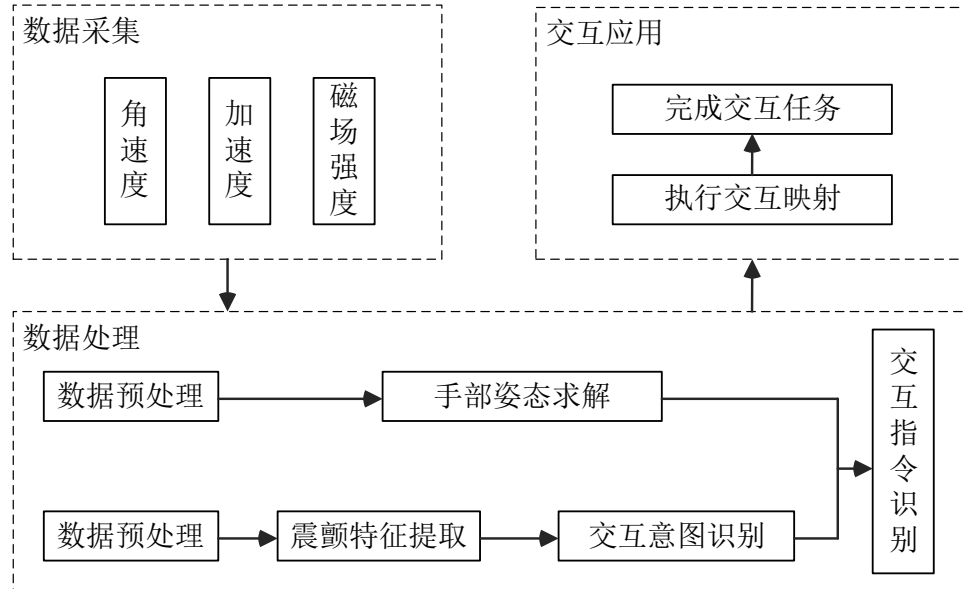 数据采集
角速度
加速度
磁场强度
交互应用
完成交互任务
执行交互映射
数据处理
数据预处理
手部姿态求解
交互指令识别
数据预处理
震颤特征提取
交互意图识别